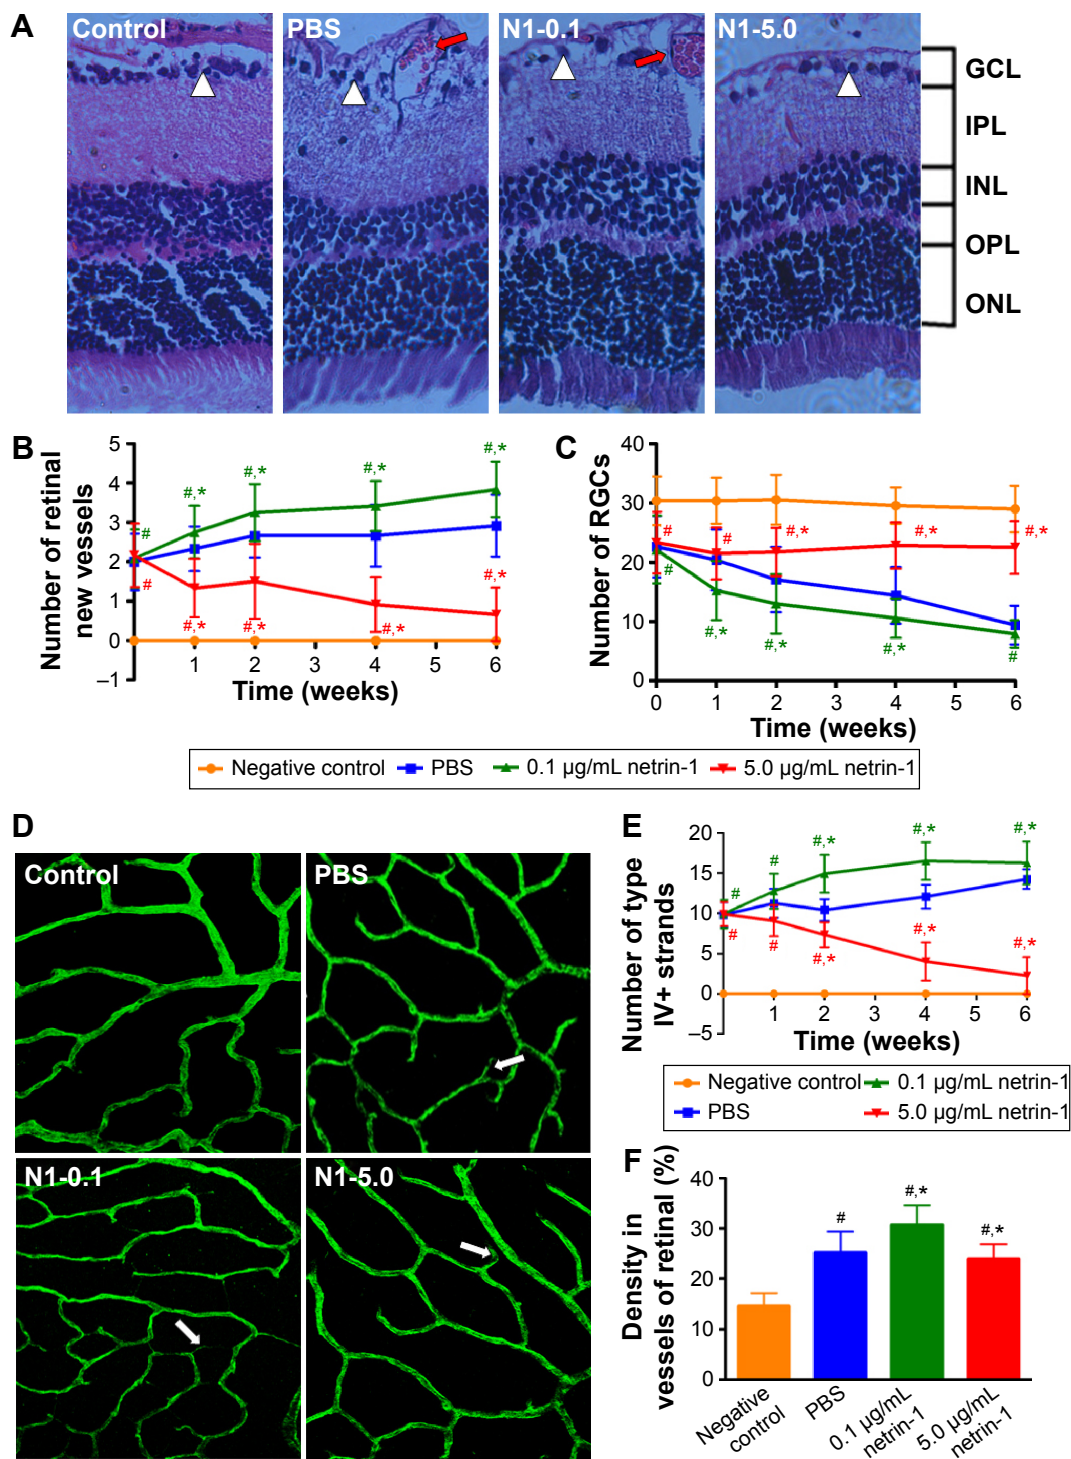 A
Control
PBS
N1-0.1
N1-5.0
GCL
IPL
INL
OPL
ONL
B
Number of retinal
new vessels
5
4
3
2
1
0
–1
#,*
#,*
#,*
#,*
#
#
#,*
#,*
#,*
#,*
1
2
3
4
5
6
Time (weeks)
C
Number of RGCs
40
30
20
10
0
#
#
#,*
#,*
#,*
#
#,*
#,*
#,*
#
0
1
2
3
4
5
6
Time (weeks)
Negative control
PBS
0.1 µg/mL netrin-1
5.0 µg/mL netrin-1
D
Control
PBS
N1-0.1
N1-5.0
E
Number of type
IV+ strands
20
15
10
5
0
–5
#
#
#,*
#,*
#,*
#
#
#,*
#,*
#,*
1
2
3
4
5
6
Time (weeks)
Negative control
0.1 µg/mL netrin-1
PBS
5.0 µg/mL netrin-1
F
Density in
vessels of retinal (%)
40
30
20
10
0
#
#,*
#,*
Negative
control
PBS
0.1 µg/mL
netrin-1
5.0 µg/mL
netrin-1